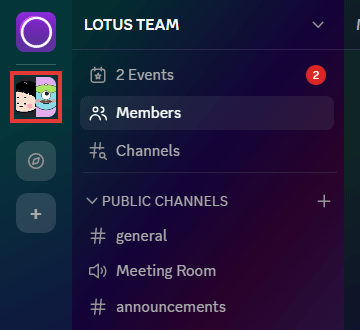 LOTUS TEAM
2 Events
2
Members
Channels
PUBLIC CHANNELS
general
Meeting Room
announcements